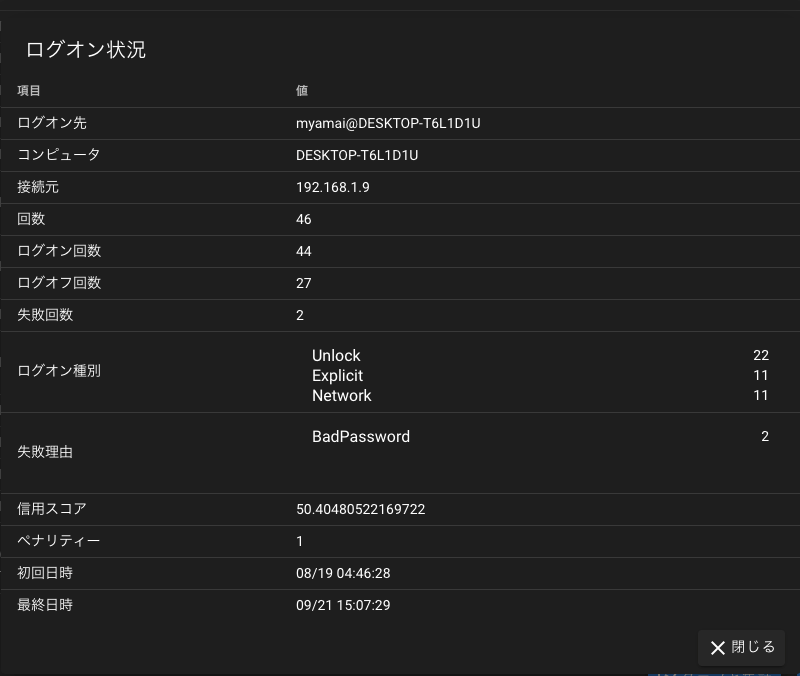 ログオン状況
項目 値
ログオン先 myamai@DESKTOP-T6L1D1U
コンピュータ DESKTOP-T6L1D1U
接続元 192.168.1.9
回数 46
ログオン回数 44
ログオフ回数 27
失敗回数 2
ログオン種別
Unlock 22
Explicit 11
Network 11
失敗理由
BadPassword 2
信用スコア 50.40480522169722
ペナリティー 1
初回日時 08/19 04:46:28
最終日時 09/21 15:07:29
閉じる